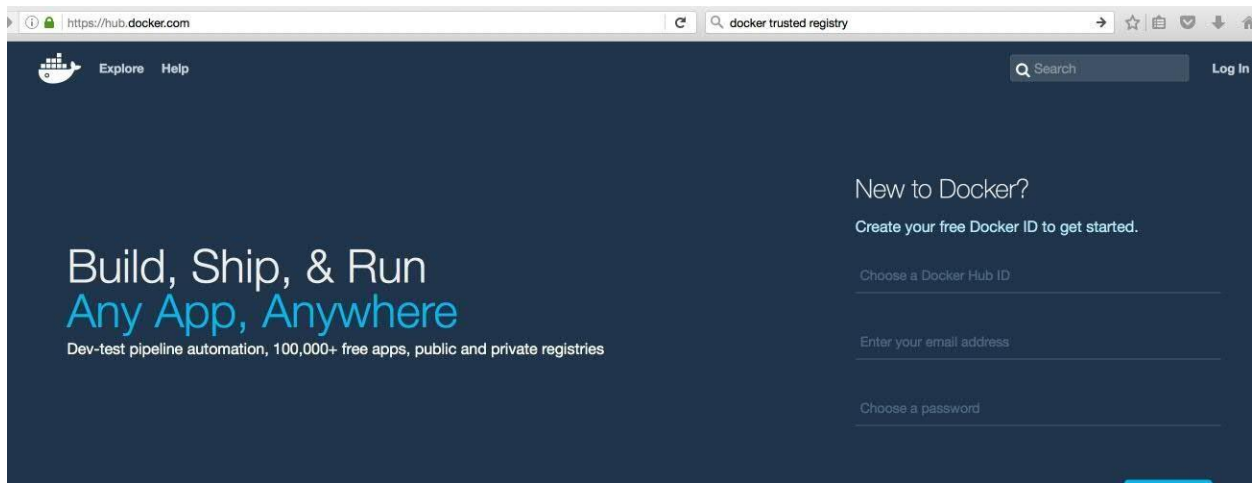 https://hub.docker.com docker trusted registry
Explore Help Search Log In
New to Docker?
Create your free Docker ID to get started.
Build, Ship, & Run
Any App, Anywhere
Dev-test pipeline automation, 100,000+ free apps, public and private registries
Choose a Docker Hub ID
Enter your email address
Choose a password